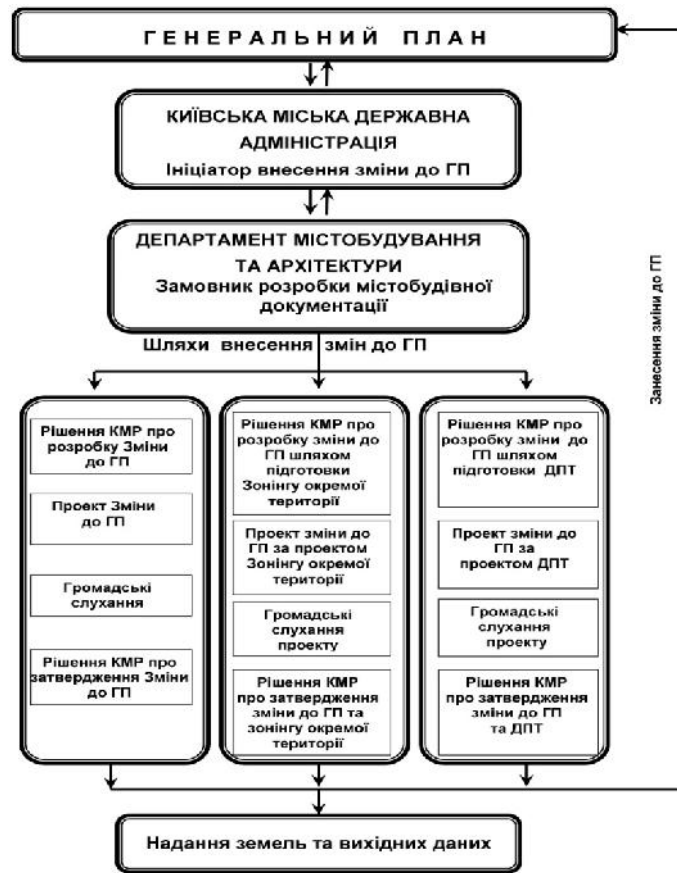 ГЕНЕРАЛЬНИЙ ПЛАН
КИЇВСЬКА МІСЬКА ДЕРЖАВНА
АДМІНІСТРАЦІЯ
Ініціатор внесення зміни до ГП
ДЕПАРТАМЕНТ МІСТОБУДУВАННЯ
ТА АРХІТЕКТУРИ
Замовник розробки містобудівної
документації
Шляхи внесення змін до ГП
Рішення КМР про
розробку Зміни
до ГП
Проект Зміни
до ГП
Громадські
слухання
Рішення КМР про
затвердження Зміни
до ГП
Рішення КМР про
розробку зміни до
ГП шляхом
підготовки
Зонінгу окремої
території
Проект зміни до
ГП за проектом
Зонінгу окремої
території
Громадські
слухання
проекту
Рішення КМР
про затвердження
зміни до ГП та
зонінгу окремої
території
Рішення КМР про
розробку зміни до
ГП шляхом
підготовки ДПТ
Проект зміни до
ГП за
проектом ДПТ
Громадські
слухання
проекту
Рішення КМР
про затвердження
зміни до ГП
та ДПТ
Занесення зміни до ГП
Надання земель та вихідних даних